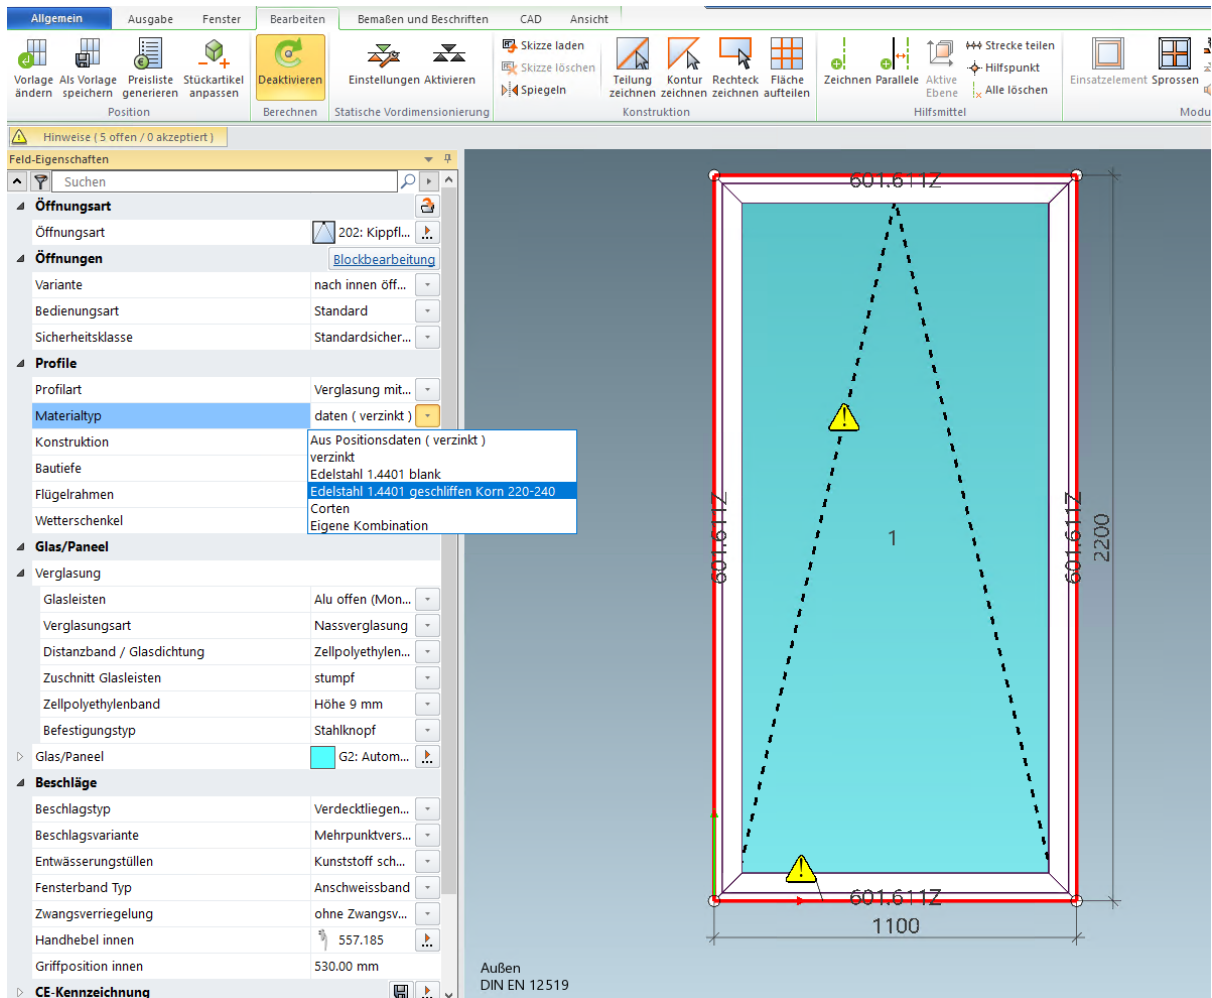 Allgemein Ausgabe Fenster Bearbeiten Bemaßen und Beschriften CAD Ansicht
Vorlage ändern
Als Vorlage speichern
Preisliste generieren
Stückartikel anpassen
Position
Deaktivieren
Berechnen
Einstellungen Aktivieren
Statische Vordimensionierung
Skizze laden
Skizze löschen
Spiegeln
Teilung zeichnen
Kontur zeichnen
Rechteck zeichnen
Fläche aufteilen
Konstruktion
Zeichnen Parallele
Aktive Ebene
Strecke teilen
Hilfspunkt
Alle löschen
Hilfsmittel
Einsatzelement Sprossen
Modu
Hinweise ( 5 offen / 0 akzeptiert )
Feld-Eigenschaften
Suchen
Öffnungsart
Öffnungsart 202: Kippfl...
Öffnungen Blockbearbeitung
Variante nach innen öff...
Bedienungsart Standard
Sicherheitsklasse Standardsicher...
Profile
Profilart Verglasung mit...
Materialtyp daten ( verzinkt )
Konstruktion
Bautiefe
Flügelrahmen
Wetterschenkel
Aus Positionsdaten ( verzinkt )
verzinkt
Edelstahl 1.4401 blank
Edelstahl 1.4401 geschliffen Korn 220-240
Corten
Eigene Kombination
Glas/Paneel
Verglasung
Glasleisten Alu offen (Mon...
Verglasungsart Nassverglasung
Distanzband / Glasdichtung Zellpolyethylen...
Zuschnitt Glasleisten stumpf
Zellpolyethylenband Höhe 9 mm
Befestigungstyp Stahlknopf
Glas/Paneel G2: Autom...
Beschläge
Beschlagstyp Verdecktliegen...
Beschlagsvariante Mehrpunktvers...
Entwässerungstüllen Kunststoff sch...
Fensterband Typ Anschweissband
Zwangsverriegelung ohne Zwangsv...
Handhebel innen 557.185
Griffposition innen 530.00 mm
CE-Kennzeichnung
601.611Z
601.611Z
1
601.611Z
2200
601.611Z
1100
Außen
DIN EN 12519